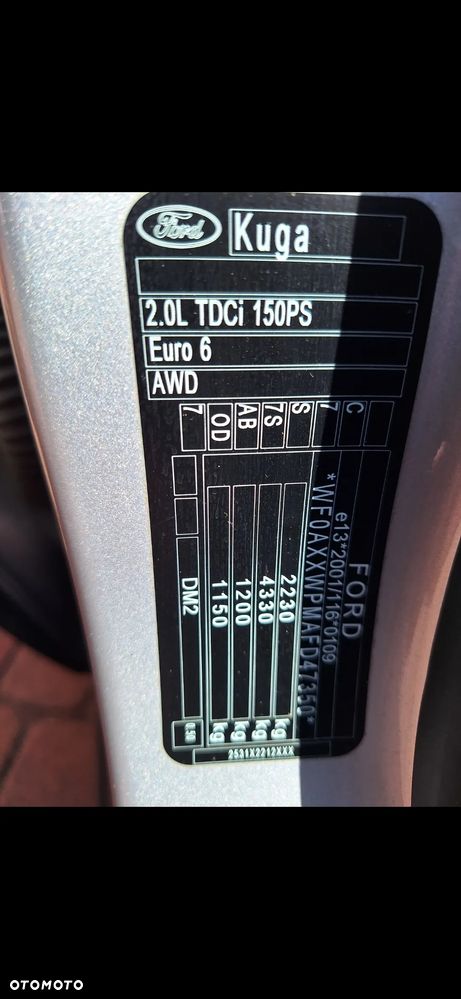 Ford
Kuga
2.0L TDCi 150PS
Euro 6
AWD
C
7
S
7S
AB
OD
7
FORD
e13*2001/116*0109
*WF0AXXWPMAFD47350*
2230 kg
4330 kg
1200 kg
1150 kg
DM2
2531X2212XXX
OTOMOTO